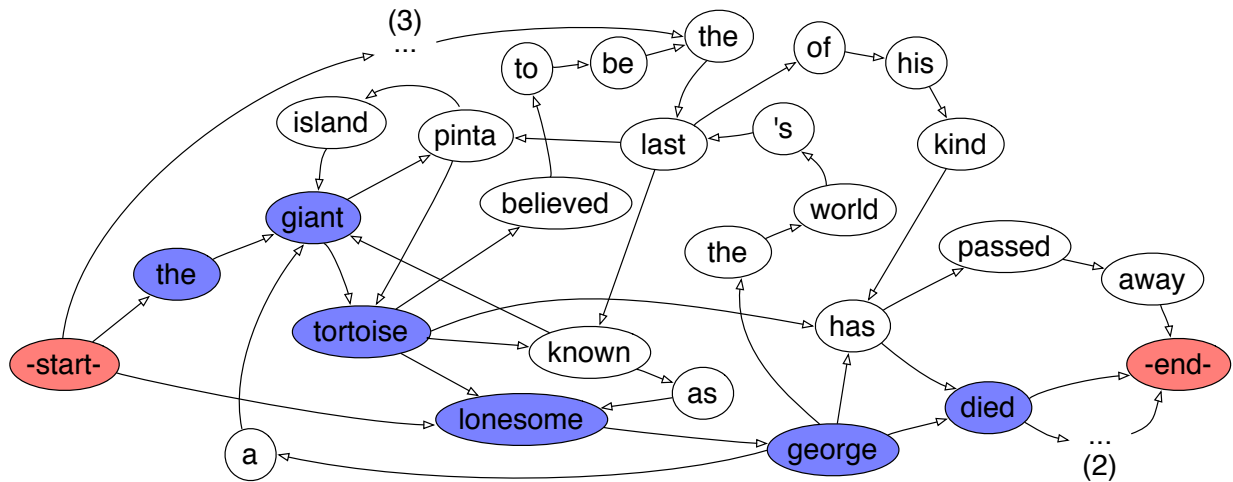 (3)
...
the
of
his
to
be
island
pinta
last
's
kind
believed
world
giant
the
passed
the
away
tortoise
has
known
-start-
-end-
as
lonesome
died
a
george
...
(2)